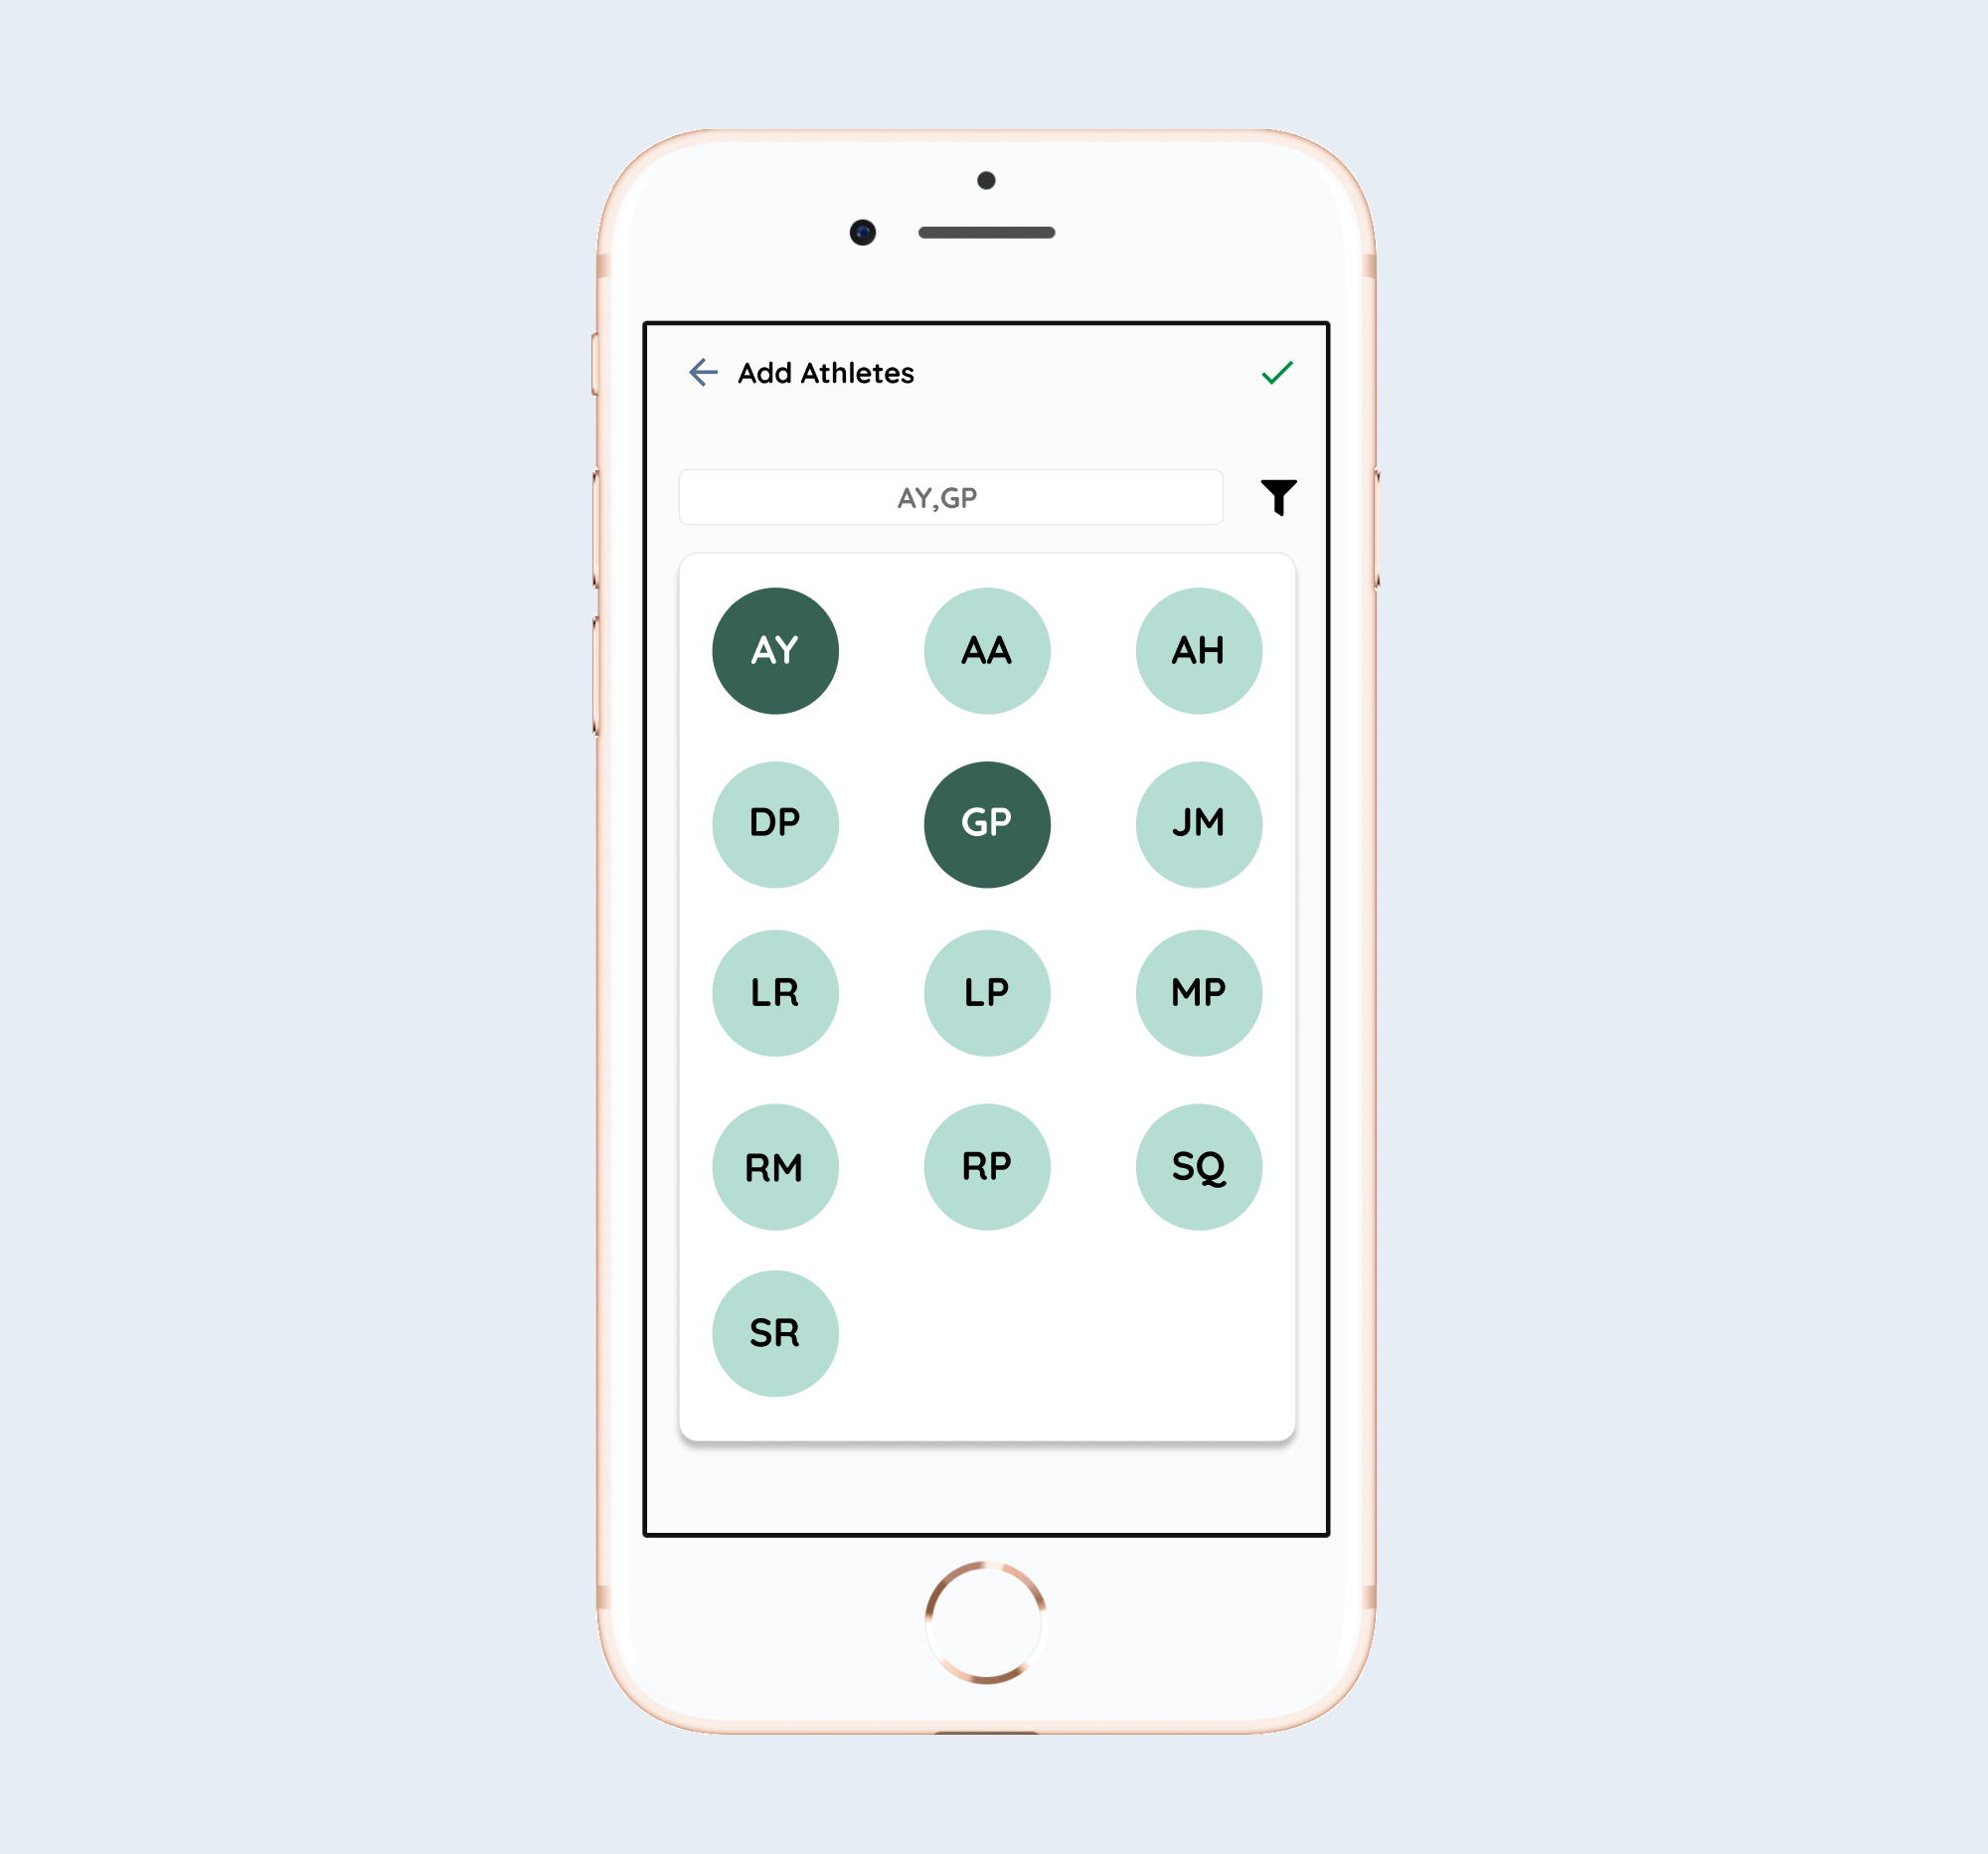 Add Athletes
AY,GP
AY AA AH
DP GP JM
LR LP MP
RM RP SQ
SR